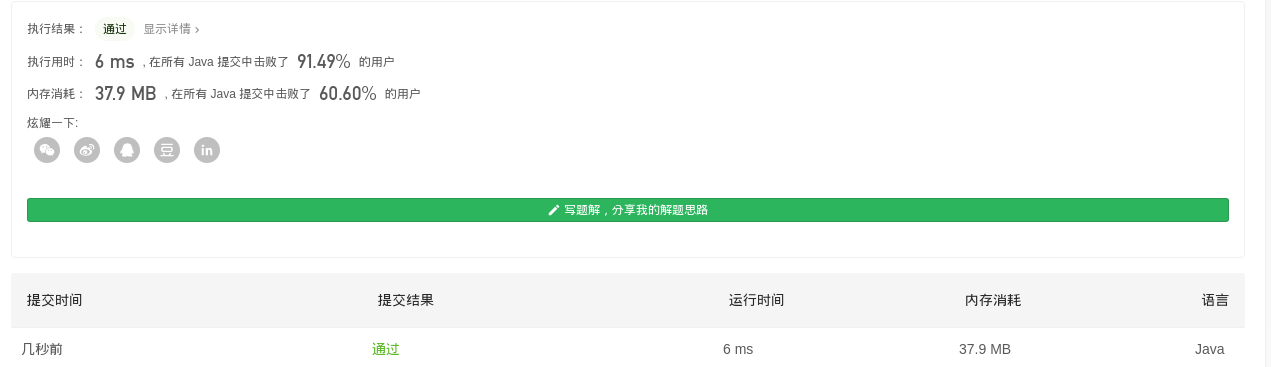 执行结果： 通过 显示详情 >
执行用时： 6 ms , 在所有 Java 提交中击败了 91.49% 的用户
内存消耗： 37.9 MB , 在所有 Java 提交中击败了 60.60% 的用户
炫耀一下:
豆 in
写题解，分享我的解题思路
提交时间 提交结果 运行时间 内存消耗 语言
几秒前 通过 6 ms 37.9 MB Java